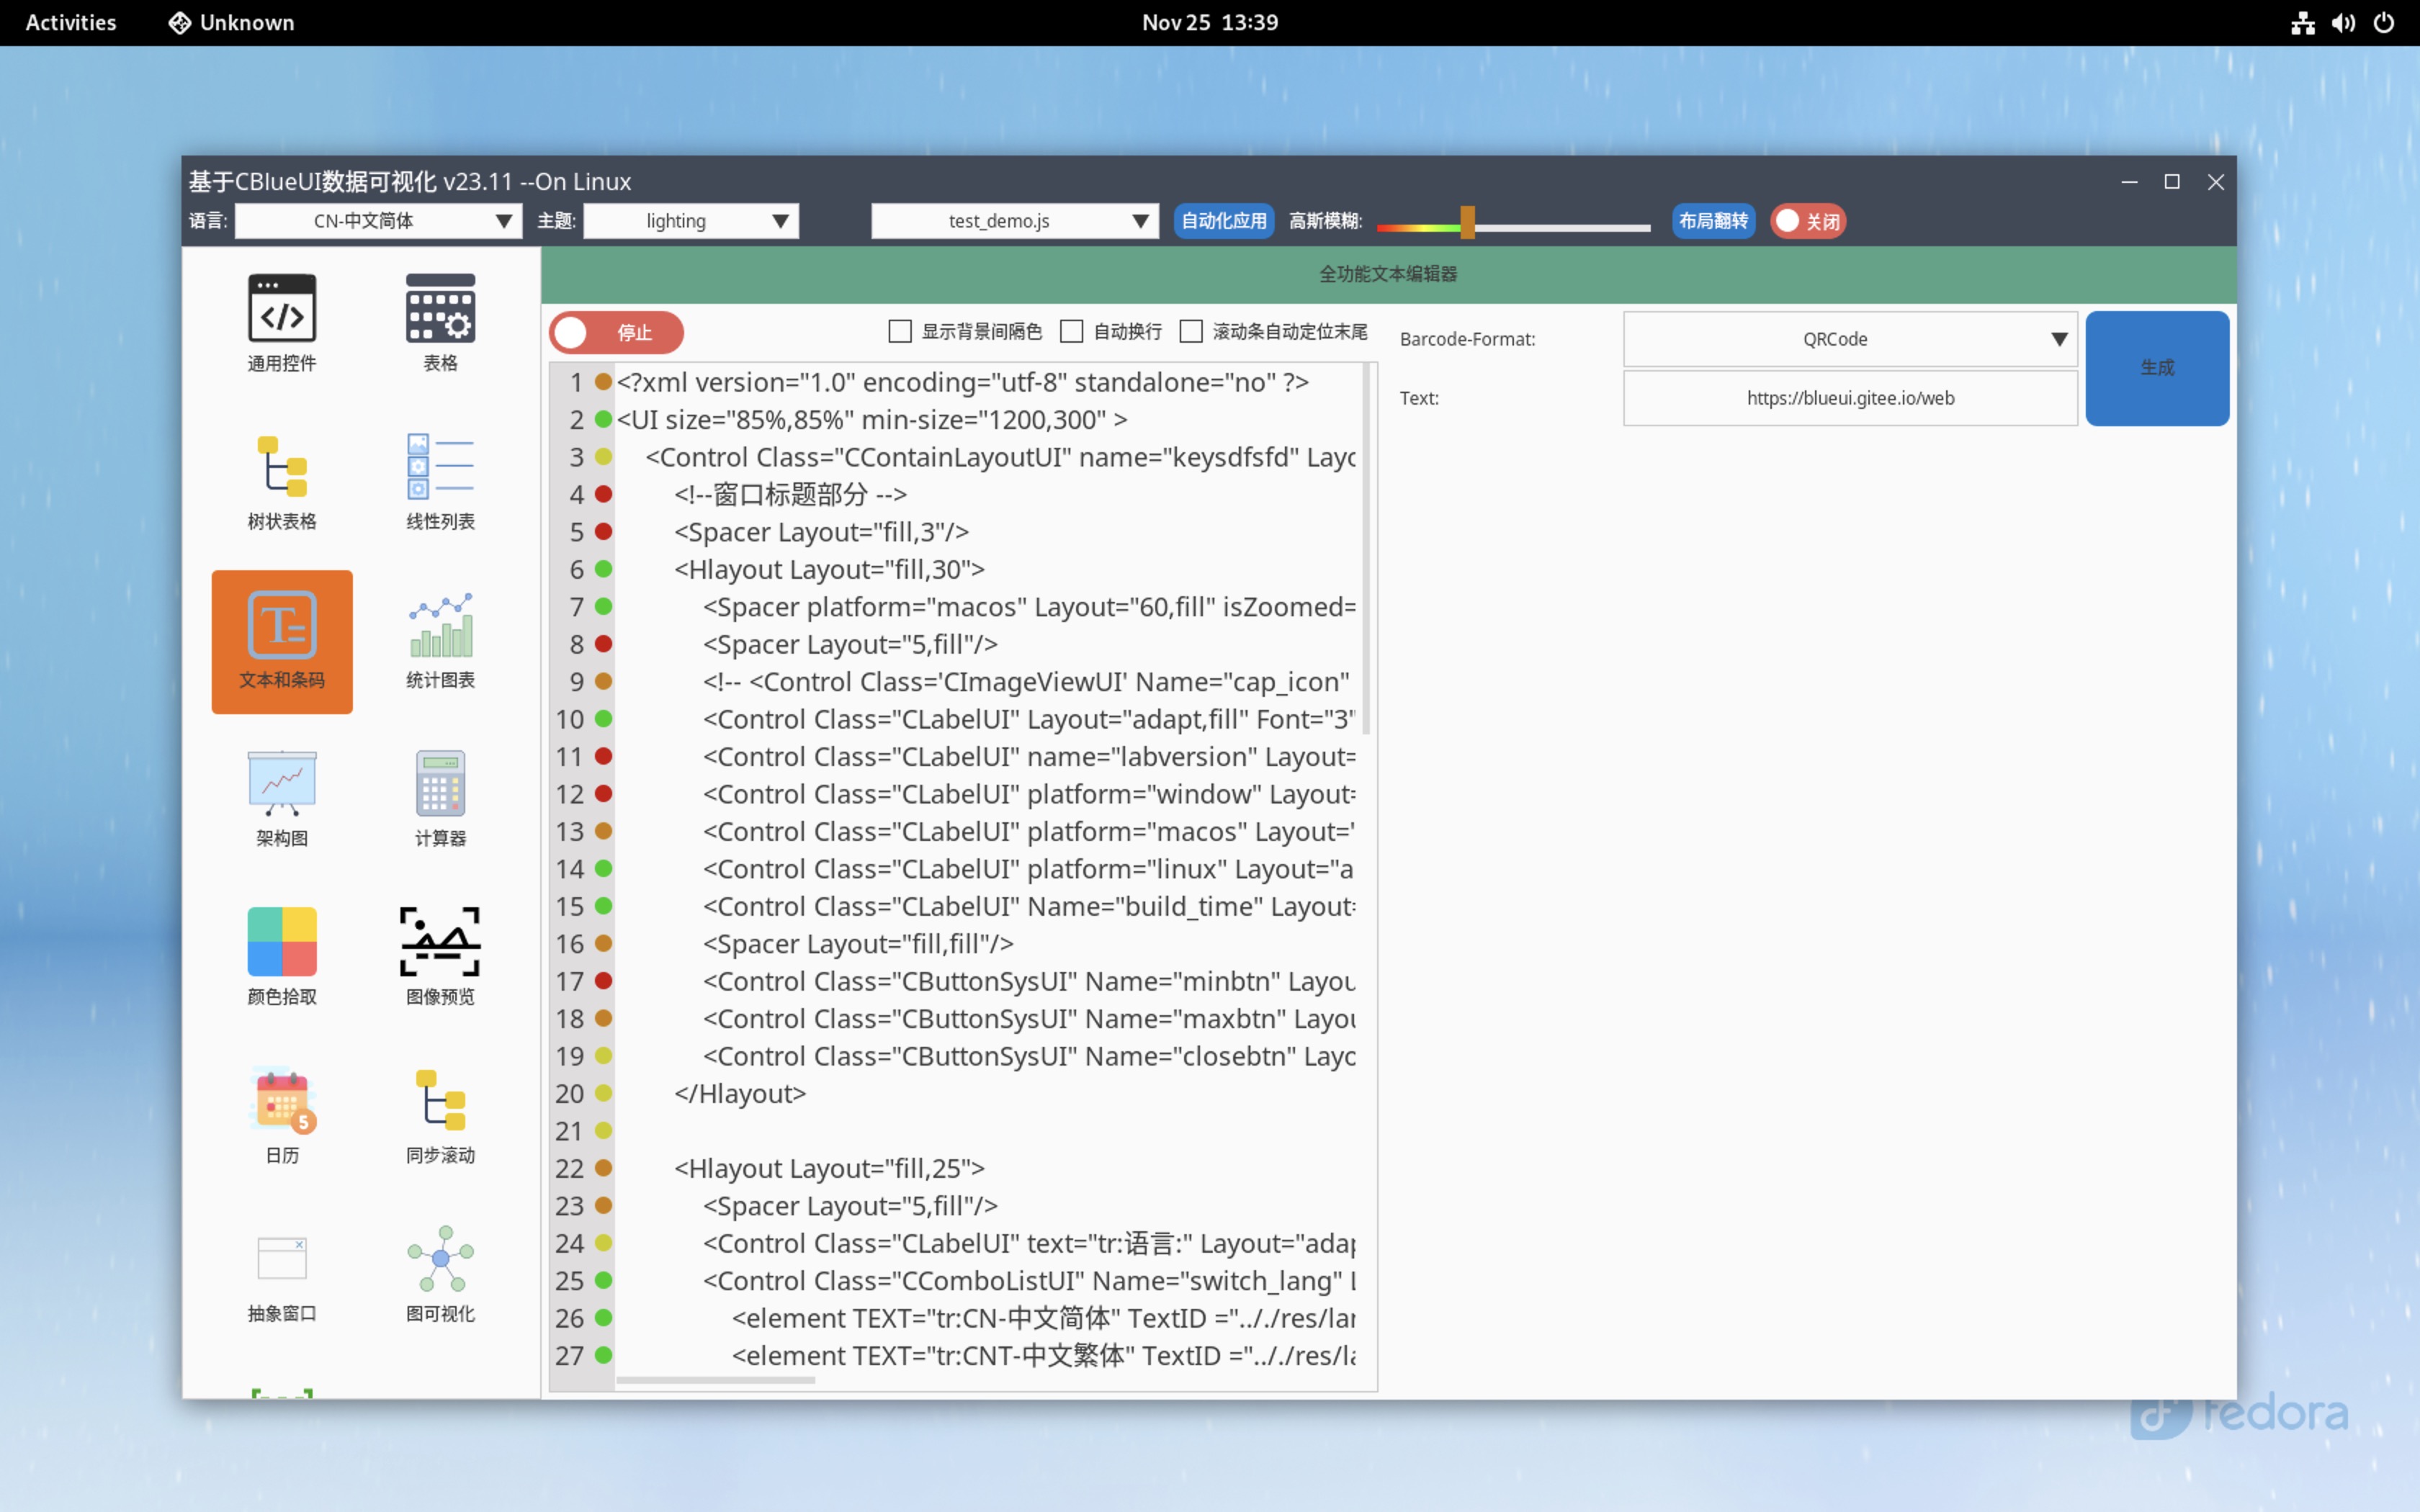 Activities Unknown Nov 25 13:39
基于CBlueUI数据可视化 v23.11 --On Linux
语言: CN-中文简体 主题: lighting test_demo.js 自动化应用 高斯模糊: 布局翻转 关闭
通用控件 表格
树状表格 线性列表
文本和条码 统计图表
架构图 计算器
颜色拾取 图像预览
5
日历 同步滚动
抽象窗口 图可视化
全功能文本编辑器
停止 显示背景间隔色 自动换行 滚动条自动定位末尾
1 <?xml version="1.0" encoding="utf-8" standalone="no" ?>
2 <UI size="85%,85%" min-size="1200,300" >
3 <Control Class="CContainLayoutUI" name="keysdfsfd" Layo
4 <!--窗口标题部分 -->
5 <Spacer Layout="fill,3"/>
6 <Hlayout Layout="fill,30">
7 <Spacer platform="macos" Layout="60,fill" isZoomed=
8 <Spacer Layout="5,fill"/>
9 <!-- <Control Class='CImageViewUI' Name="cap_icon"
10 <Control Class="CLabelUI" Layout="adapt,fill" Font="3"
11 <Control Class="CLabelUI" name="labversion" Layout=
12 <Control Class="CLabelUI" platform="window" Layout=
13 <Control Class="CLabelUI" platform="macos" Layout="
14 <Control Class="CLabelUI" platform="linux" Layout="a
15 <Control Class="CLabelUI" Name="build_time" Layout=
16 <Spacer Layout="fill,fill"/>
17 <Control Class="CButtonSysUI" Name="minbtn" Layou
18 <Control Class="CButtonSysUI" Name="maxbtn" Layou
19 <Control Class="CButtonSysUI" Name="closebtn" Layo
20 </Hlayout>
21
22 <Hlayout Layout="fill,25">
23 <Spacer Layout="5,fill"/>
24 <Control Class="CLabelUI" text="tr:语言:" Layout="adap
25 <Control Class="CComboListUI" Name="switch_lang" L
26 <element TEXT="tr:CN-中文简体" TextID =".././res/lan
27 <element TEXT="tr:CNT-中文繁体" TextID =".././res/la
Barcode-Format: QRCode
Text: https://blueui.gitee.io/web
生成
fedora